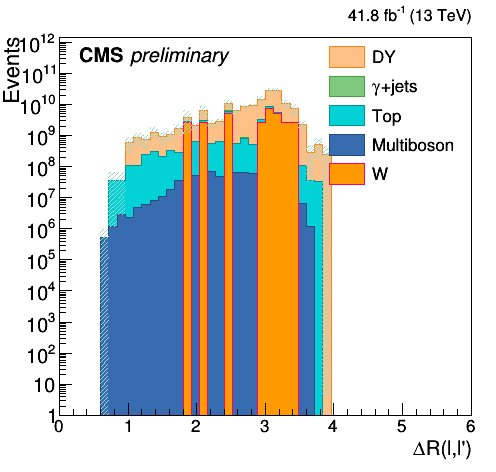 41.8 fb⁻¹ (13 TeV)
Events
CMS preliminary
DY
γ+jets
Top
Multiboson
W
10¹²
10¹¹
10¹⁰
10⁹
10⁸
10⁷
10⁶
10⁵
10⁴
10³
10²
10
1
0 1 2 3 4 5 6
ΔR(l,l')